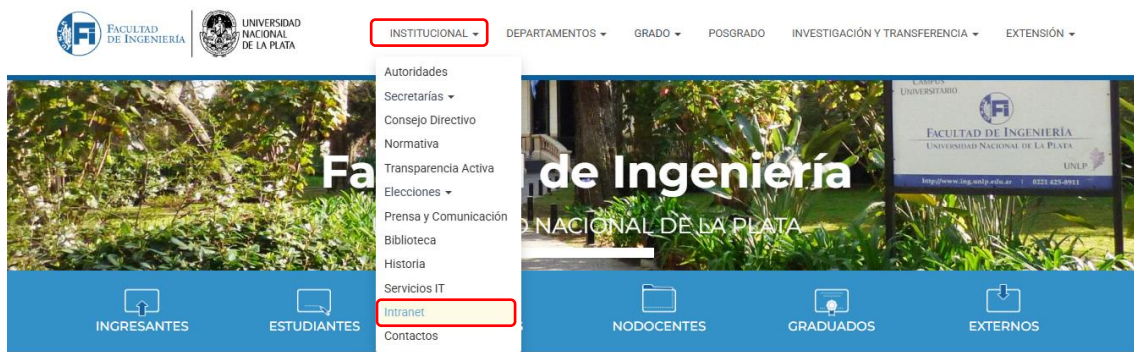 FACULTAD
DE INGENIERÍA
UNIVERSIDAD
NACIONAL
DE LA PLATA
INSTITUCIONAL DEPARTAMENTOS GRADO POSGRADO INVESTIGACIÓN Y TRANSFERENCIA EXTENSIÓN
Autoridades
Secretarías
Consejo Directivo
Normativa
Transparencia Activa
Elecciones
Prensa y Comunicación
Biblioteca
Historia
Servicios IT
Intranet
Contactos
Fa de Ingeniería
NACIONAL DE LA PLATA
CAMPUS
UNIVERSITARIO
FACULTAD DE INGENIERÍA
UNIVERSIDAD NACIONAL DE LA PLATA
UNLP
http://www.ing.unlp.edu.ar | 0221 425-8911
INGRESANTES ESTUDIANTES NODOCENTES GRADUADOS EXTERNOS